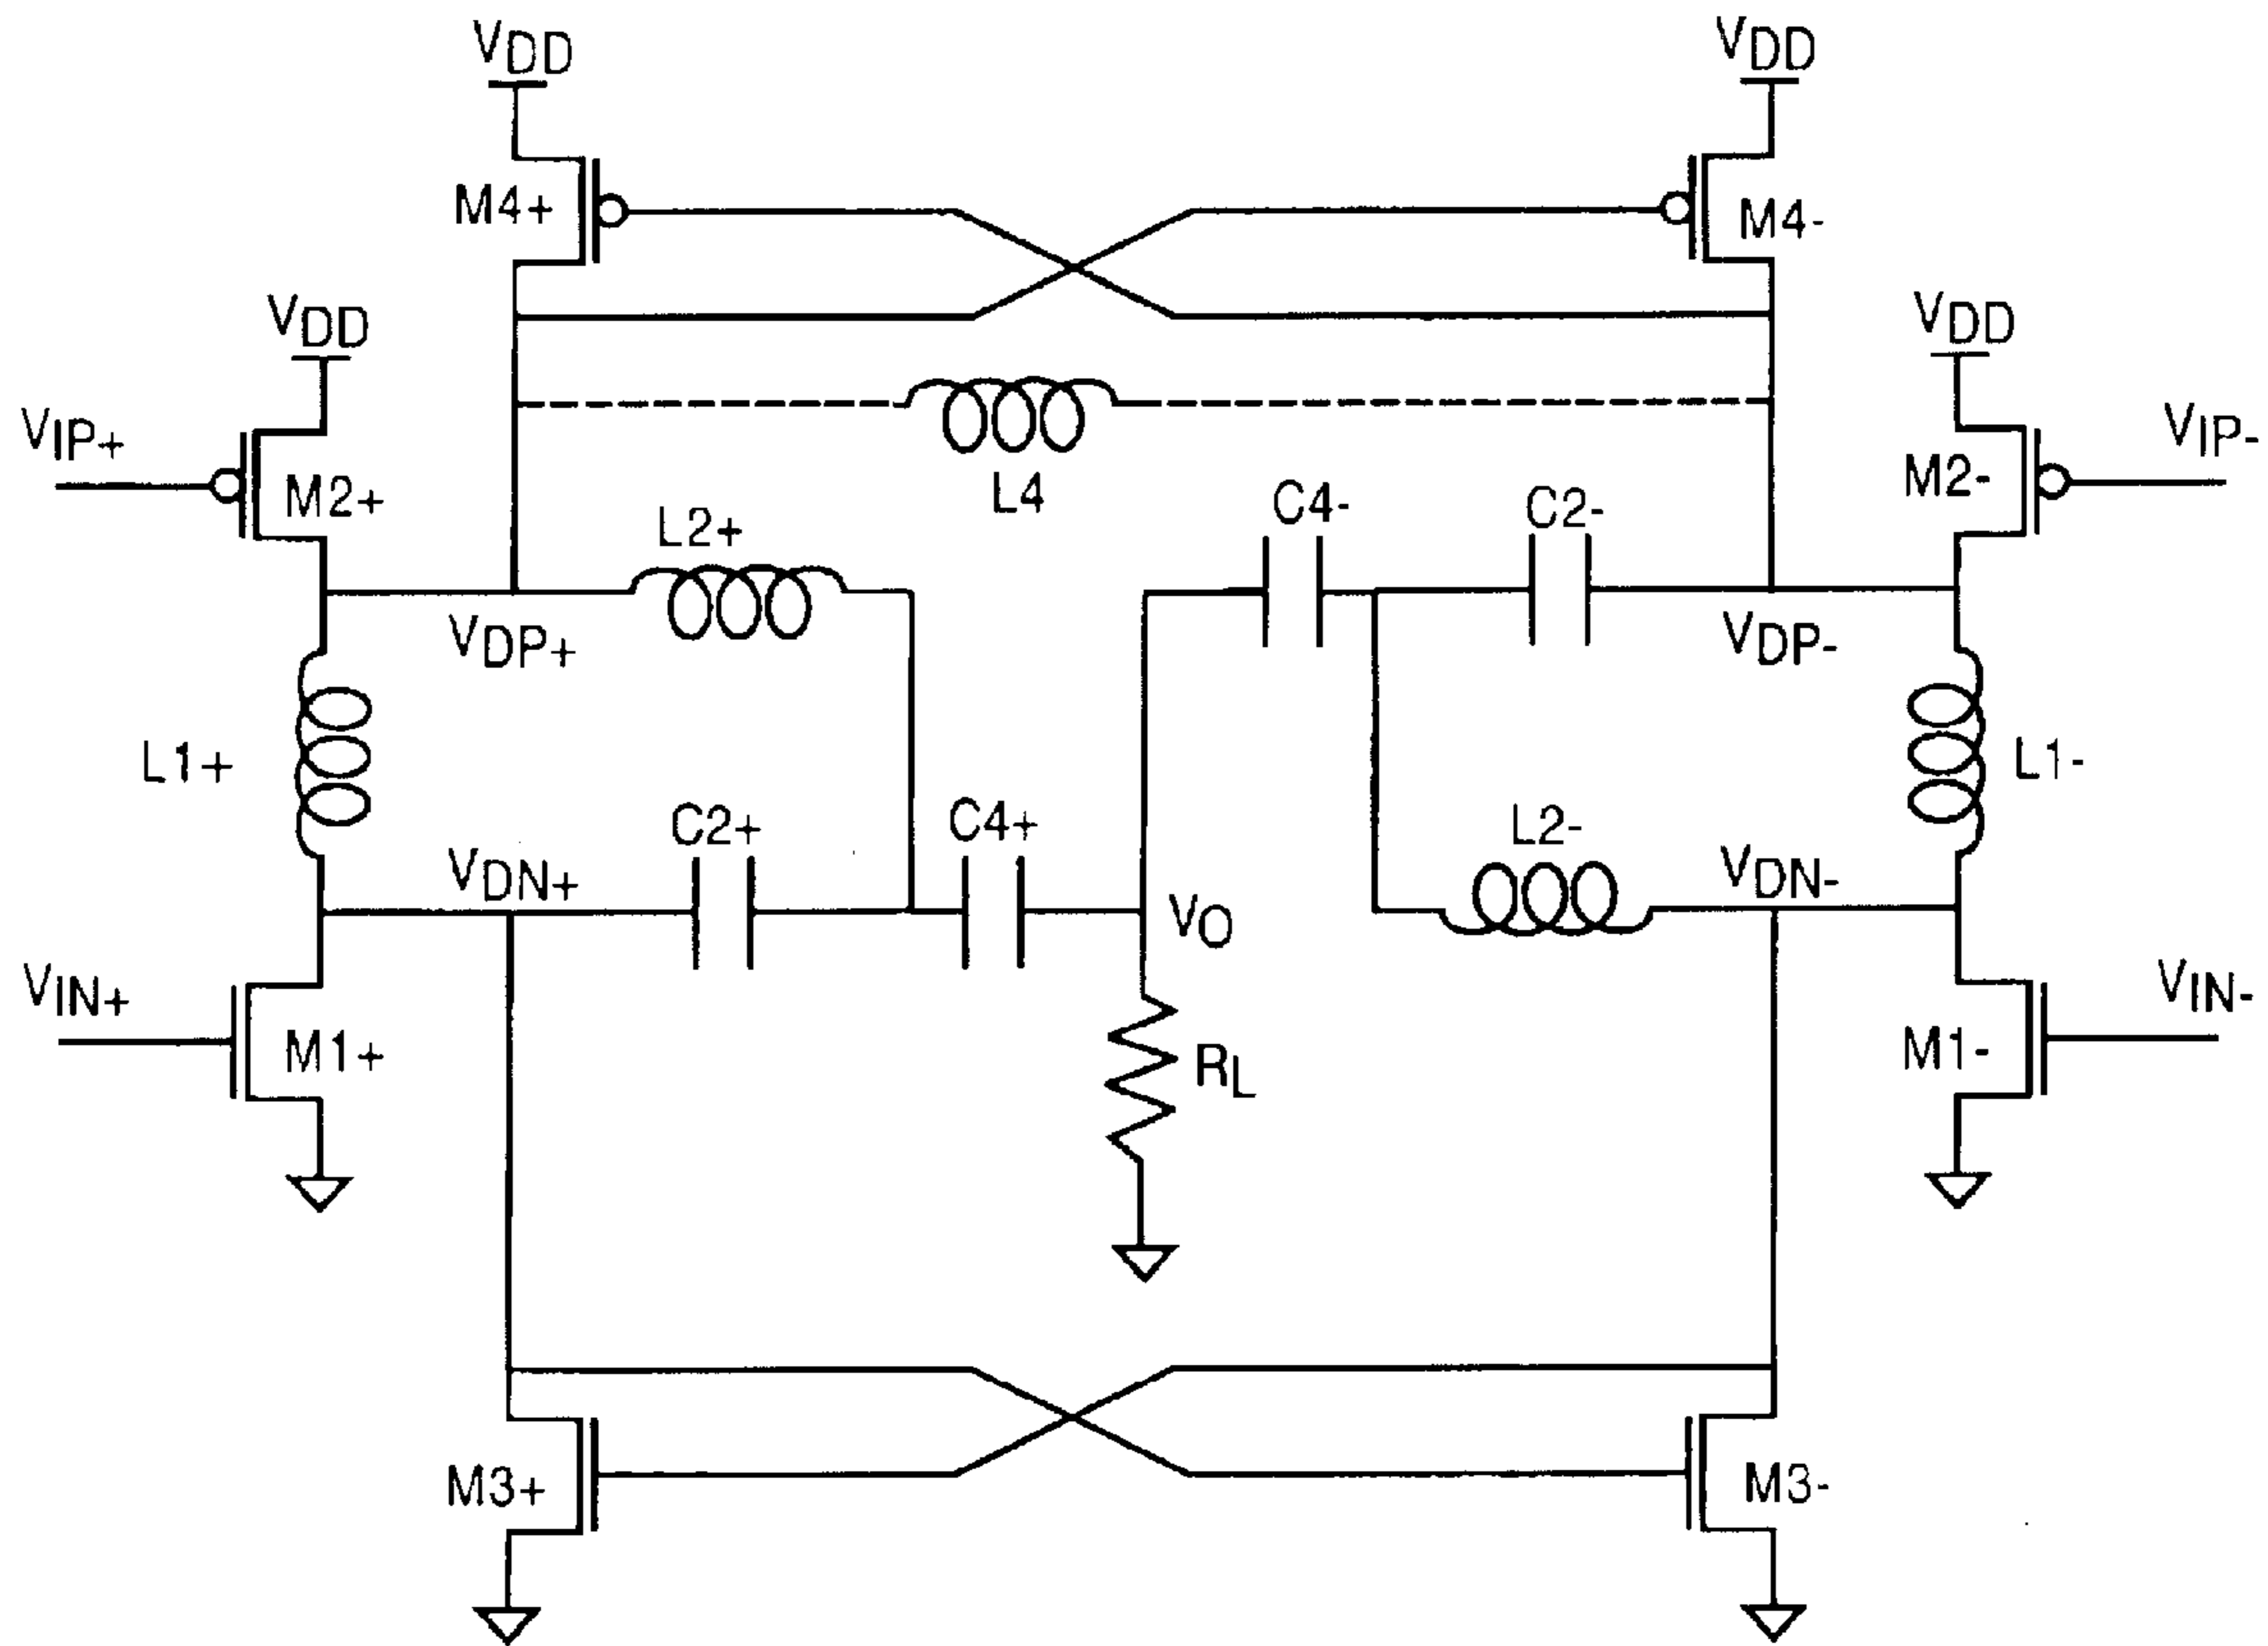 VDD VDD
M4+ M4-
VDD VDD
VIP+ M2+ M2- VIP-
L4
L2+ C4- C2-
VDP+ VDP-
L1+ L1-
C2+ C4+ L2-
VDN+ VO VDN-
VIN+ M1+ RL M1- VIN-
M3+ M3-